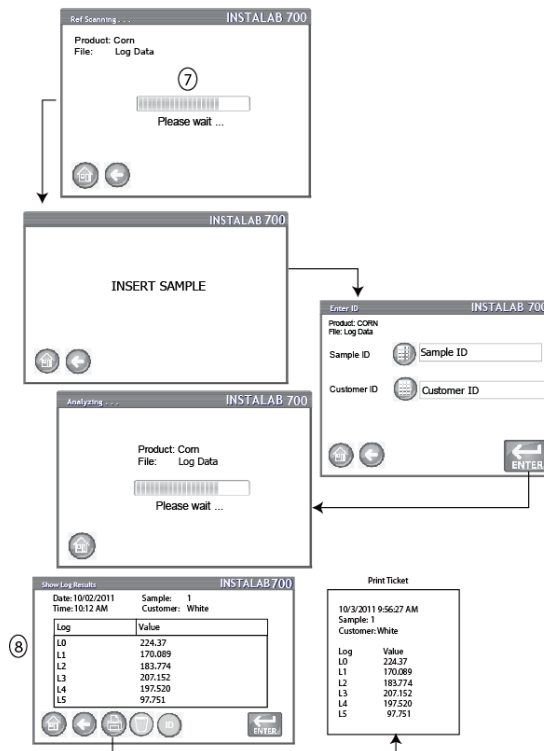 Ref Scanning . . . INSTALAB 700
Product: Corn
File: Log Data
7
Please wait ...
INSTALAB 700
INSERT SAMPLE
Enter ID INSTALAB 700
Product: CORN
File: Log Data
Sample ID Sample ID
Customer ID Customer ID
ENTER
Analyzing . . . INSTALAB 700
Product: Corn
File: Log Data
Please wait ...
8
Show Log Results INSTALAB 700
Date: 10/02/2011 Sample: 1
Time: 10:12 AM Customer: White
Log Value
L0 224.37
L1 170.089
L2 183.774
L3 207.152
L4 197.520
L5 97.751
ID
ENTER
Print Ticket
10/3/2011 9:56:27 AM
Sample: 1
Customer: White
Log Value
L0 224.37
L1 170.089
L2 183.774
L3 207.152
L4 197.520
L5 97.751